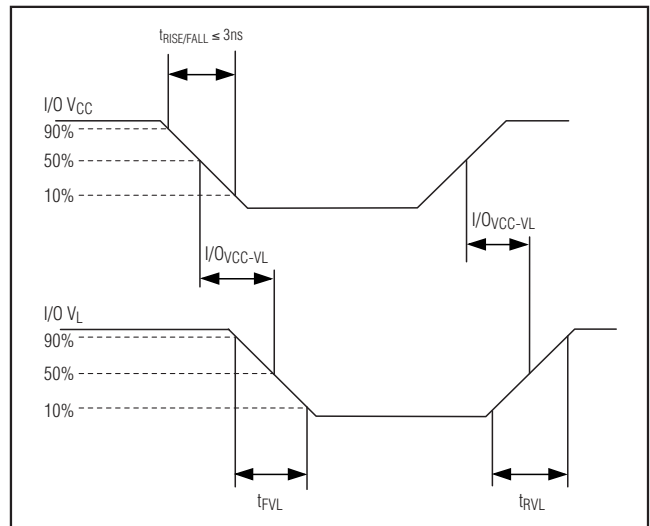 tRISE/FALL ≤ 3ns
I/O VCC
90%
50%
10%
I/OVCC-VL
I/OVCC-VL
I/O VL
90%
50%
10%
tFVL
tRVL